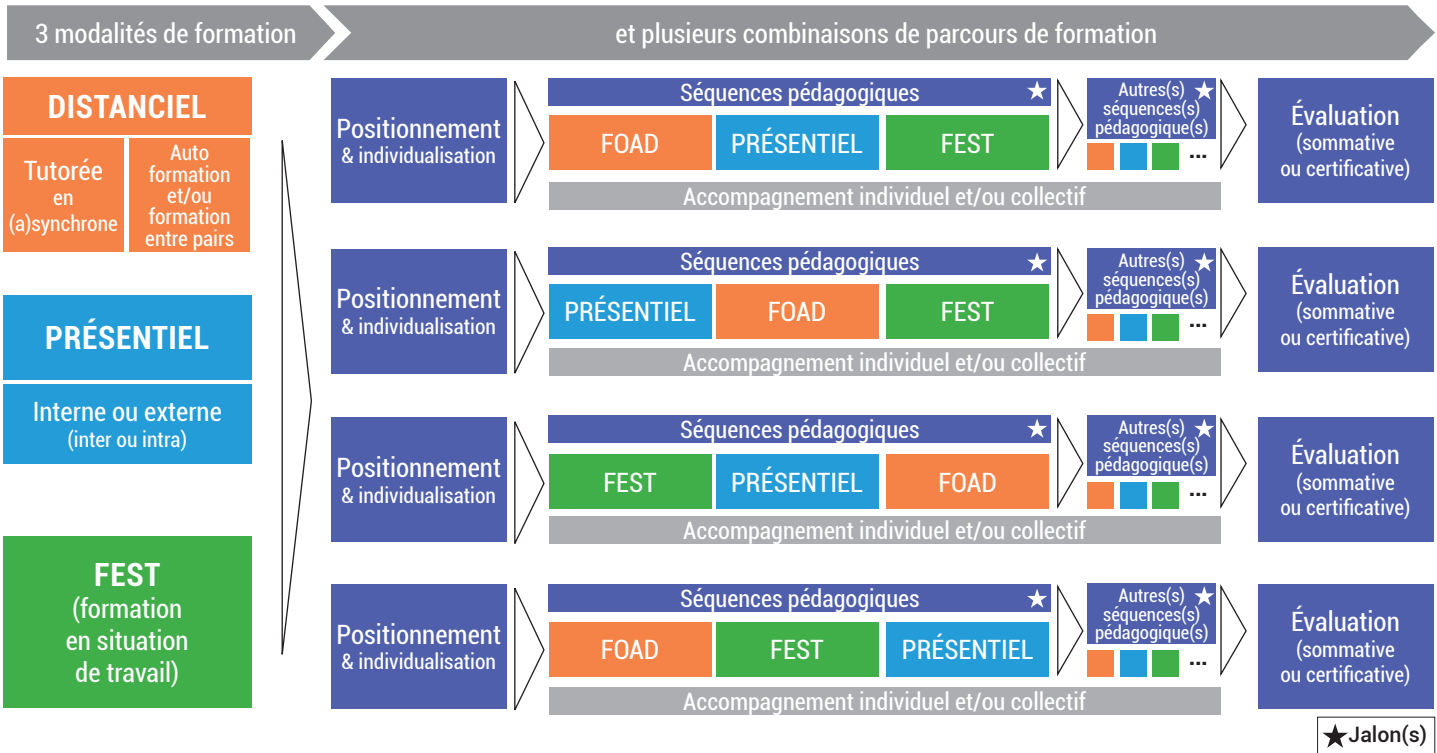 3 modalités de formation
et plusieurs combinaisons de parcours de formation
DISTANCIEL
Tutorée
en
(a)synchrone
Auto
formation
et/ou
formation
entre pairs
PRÉSENTIEL
Interne ou externe
(inter ou intra)
FEST
(formation
en situation
de travail)
Positionnement
& individualisation
Séquences pédagogiques
FOAD
PRÉSENTIEL
FEST
Accompagnement individuel et/ou collectif
Autres(s)
séquences(s)
pédagogique(s)
...
Évaluation
(sommative
ou certificative)
Positionnement
& individualisation
Séquences pédagogiques
PRÉSENTIEL
FOAD
FEST
Accompagnement individuel et/ou collectif
Autres(s)
séquences(s)
pédagogique(s)
...
Évaluation
(sommative
ou certificative)
Positionnement
& individualisation
Séquences pédagogiques
FEST
PRÉSENTIEL
FOAD
Accompagnement individuel et/ou collectif
Autres(s)
séquences(s)
pédagogique(s)
...
Évaluation
(sommative
ou certificative)
Positionnement
& individualisation
Séquences pédagogiques
FOAD
FEST
PRÉSENTIEL
Accompagnement individuel et/ou collectif
Autres(s)
séquences(s)
pédagogique(s)
...
Évaluation
(sommative
ou certificative)
★Jalon(s)